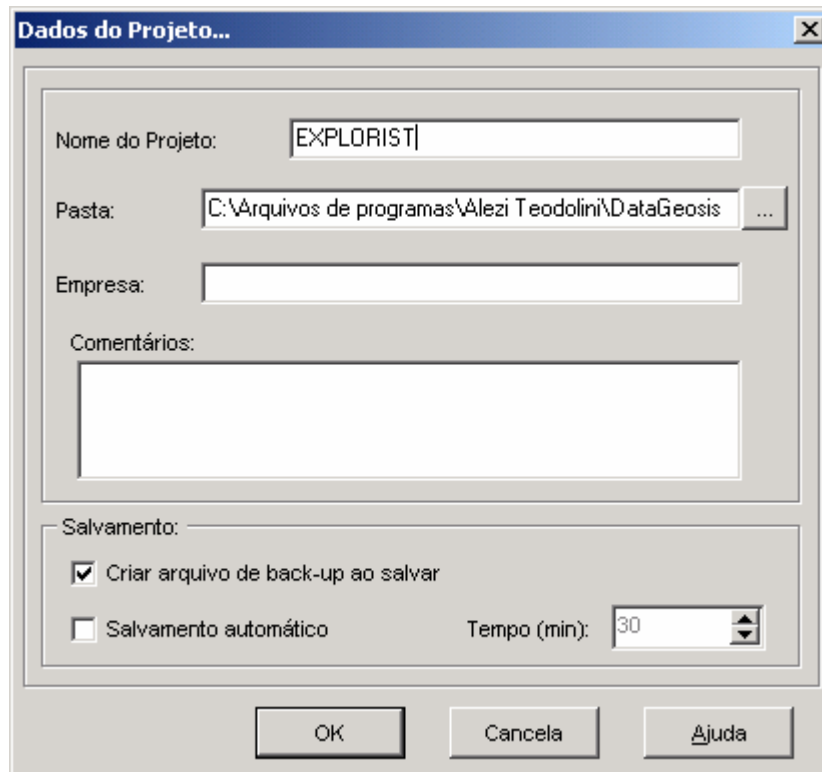 Dados do Projeto...
Nome do Projeto: EXPLORIST
Pasta: C:\Arquivos de programas\Alezi Teodolini\DataGeosis ...
Empresa:
Comentários:
Salvamento:
Criar arquivo de back-up ao salvar
Salvamento automático Tempo (min): 30
OK Cancela Ajuda